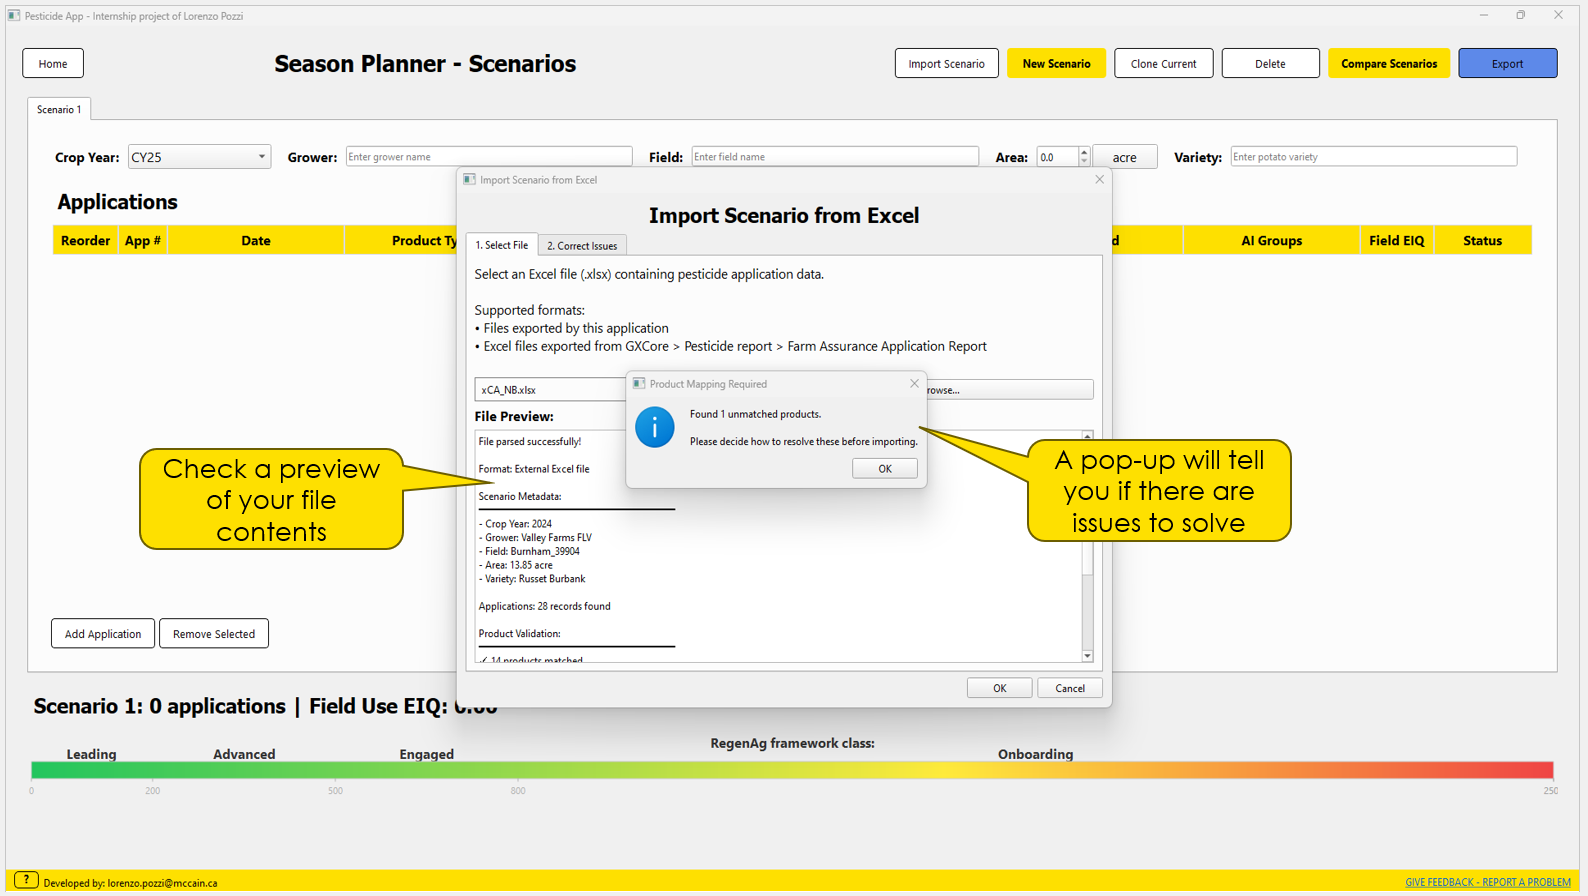 Pesticide App - Internship project of Lorenzo Pozzi
Home
Season Planner - Scenarios
Import Scenario
New Scenario
Clone Current
Delete
Compare Scenarios
Export
Scenario 1
Crop Year:
CY25
Grower:
Enter grower name
Field:
Enter field name
Area:
0.0
acre
Variety:
Enter potato variety
Applications
Reorder
App #
Date
Product Ty
d
AI Groups
Field EIQ
Status
Import Scenario from Excel
Import Scenario from Excel
1. Select File
2. Correct Issues
Select an Excel file (.xlsx) containing pesticide application data.
Supported formats:
• Files exported by this application
• Excel files exported from GXCore > Pesticide report > Farm Assurance Application Report
xCA_NB.xlsx
rowse...
File Preview:
File parsed successfully!
Format: External Excel file
Scenario Metadata:
- Crop Year: 2024
- Grower: Valley Farms FLV
- Field: Burnham_39904
- Area: 13.85 acre
- Variety: Russet Burbank
Applications: 28 records found
Product Validation:
✓ 14 products matched
OK
Cancel
Product Mapping Required
Found 1 unmatched products.
Please decide how to resolve these before importing.
OK
Check a preview
of your file
contents
A pop-up will tell
you if there are
issues to solve
Add Application
Remove Selected
Scenario 1: 0 applications | Field Use EIQ: 0.00
RegenAg framework class:
Leading
Advanced
Engaged
Onboarding
0
200
500
800
250
?
Developed by: lorenzo.pozzi@mccain.ca
GIVE FEEDBACK - REPORT A PROBLEM